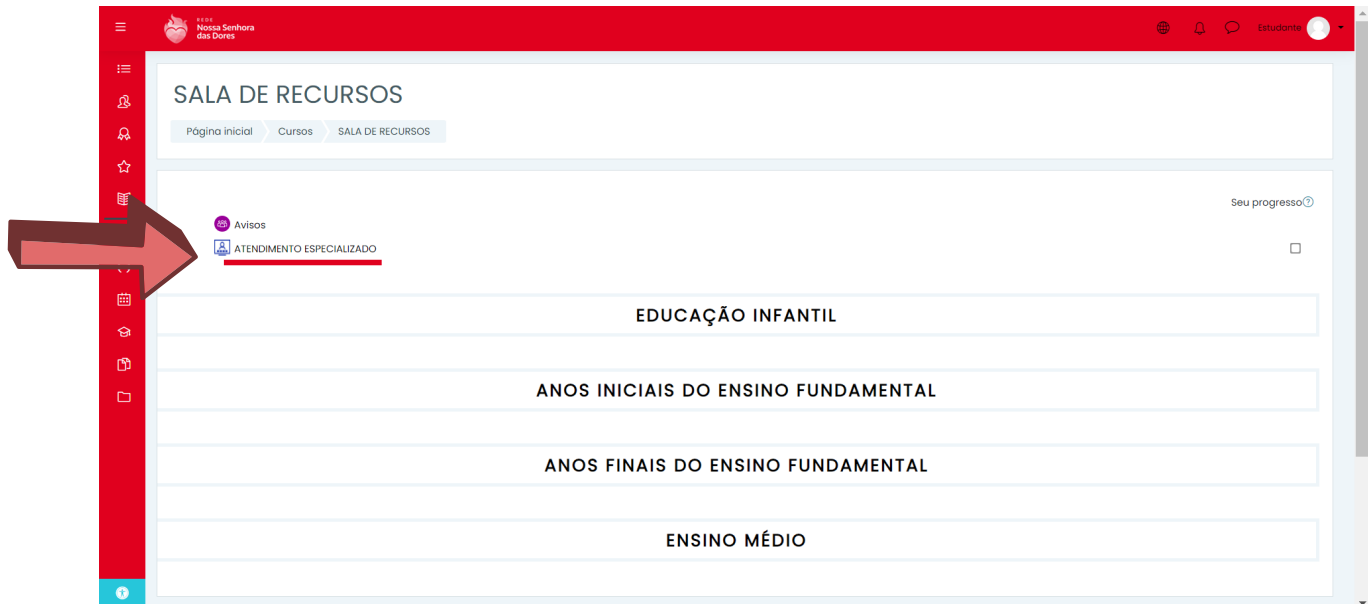 REDE
Nossa Senhora
das Dores
Estudante
SALA DE RECURSOS
Página inicial
Cursos
SALA DE RECURSOS
Seu progresso
Avisos
ATENDIMENTO ESPECIALIZADO
EDUCAÇÃO INFANTIL
ANOS INICIAIS DO ENSINO FUNDAMENTAL
ANOS FINAIS DO ENSINO FUNDAMENTAL
ENSINO MÉDIO